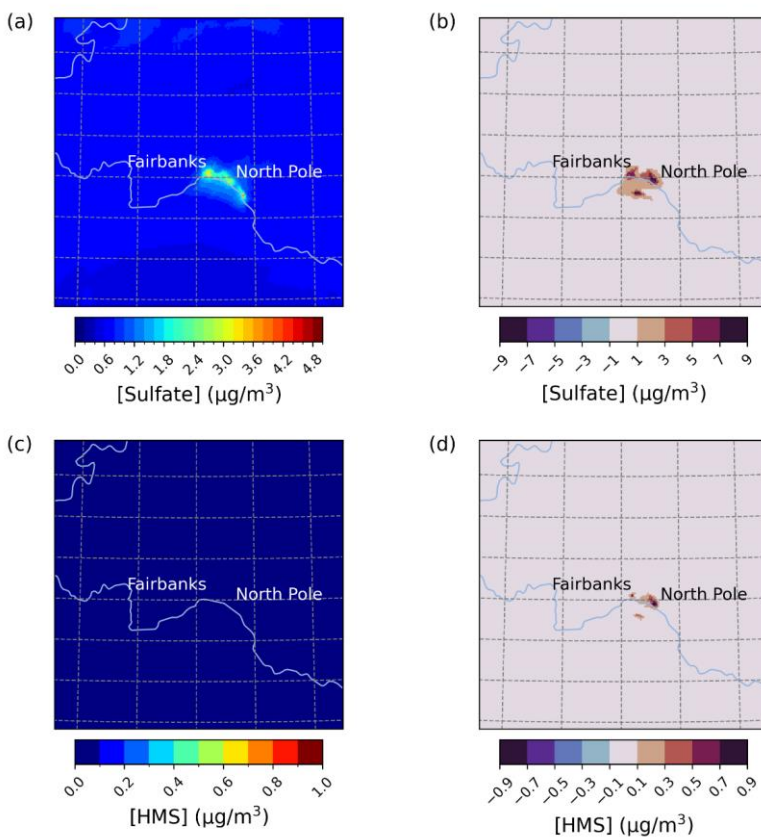 (a)
Fairbanks
North Pole
0.0 0.6 1.2 1.8 2.4 3.0 3.6 4.2 4.8
[Sulfate] (μg/m³)
(b)
Fairbanks
North Pole
−9 −7 −5 −3 −1 1 3 5 7 9
[Sulfate] (μg/m³)
(c)
Fairbanks
North Pole
0.0 0.2 0.4 0.6 0.8 1.0
[HMS] (μg/m³)
(d)
Fairbanks
North Pole
−0.9 −0.7 −0.5 −0.3 −0.1 0.1 0.3 0.5 0.7 0.9
[HMS] (μg/m³)